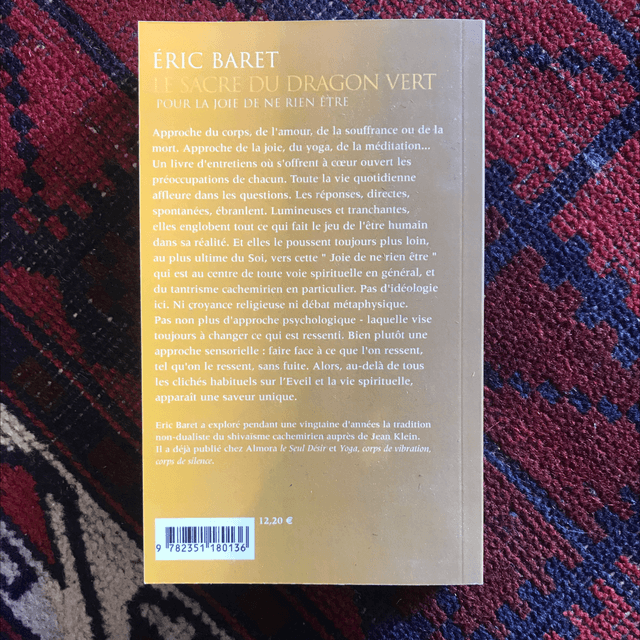 ÉRIC BARET
LE SACRE DU DRAGON VERT
POUR LA JOIE DE NE RIEN ÊTRE
Approche du corps, de l'amour, de la souffrance ou de la
mort. Approche de la joie, du yoga, de la méditation...
Un livre d'entretiens où s'offrent à cœur ouvert les
préoccupations de chacun. Toute la vie quotidienne
affleure dans les questions. Les réponses, directes,
spontanées, ébranlent. Lumineuses et tranchantes,
elles englobent tout ce qui fait le jeu de l'être humain
dans sa réalité. Et elles le poussent toujours plus loin,
au plus ultime du Soi, vers cette " Joie de ne rien être "
qui est au centre de toute voie spirituelle en général, et
du tantrisme cachemirien en particulier. Pas d'idéologie
ici. Ni croyance religieuse ni débat métaphysique.
Pas non plus d'approche psychologique - laquelle vise
toujours à changer ce qui est ressenti. Bien plutôt une
approche sensorielle : faire face à ce que l'on ressent,
tel qu'on le ressent, sans fuite. Alors, au-delà de tous
les clichés habituels sur l'Eveil et la vie spirituelle,
apparaît une saveur unique.
Eric Baret a exploré pendant une vingtaine d'années la tradition
non-dualiste du shivaïsme cachemirien auprès de Jean Klein.
Il a déjà publié chez Almora le Seul Désir et Yoga, corps de vibration,
corps de silence.
12,20 €
9 782351 180136